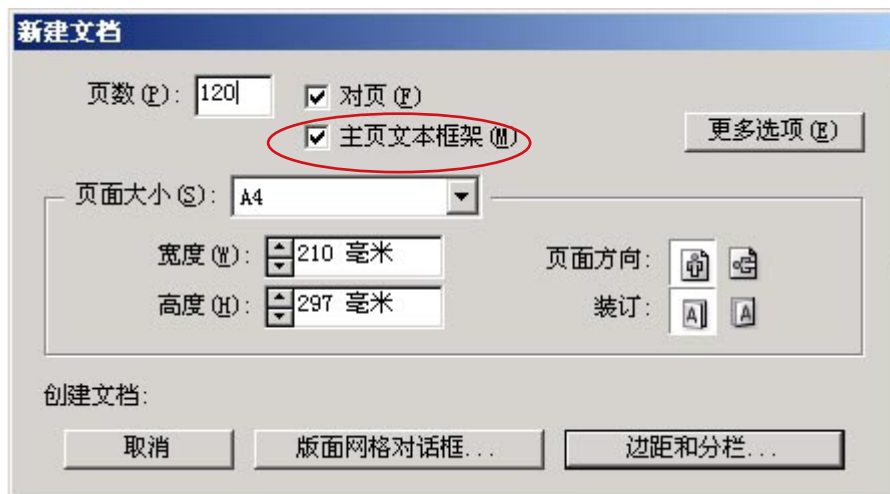 新建文档
页数(P): 120 对页(F)
主页文本框架(M) 更多选项(E)
页面大小(S): A4
宽度(W): 210 毫米 页面方向:
高度(H): 297 毫米 装订:
创建文档:
取消 版面网格对话框... 边距和分栏...